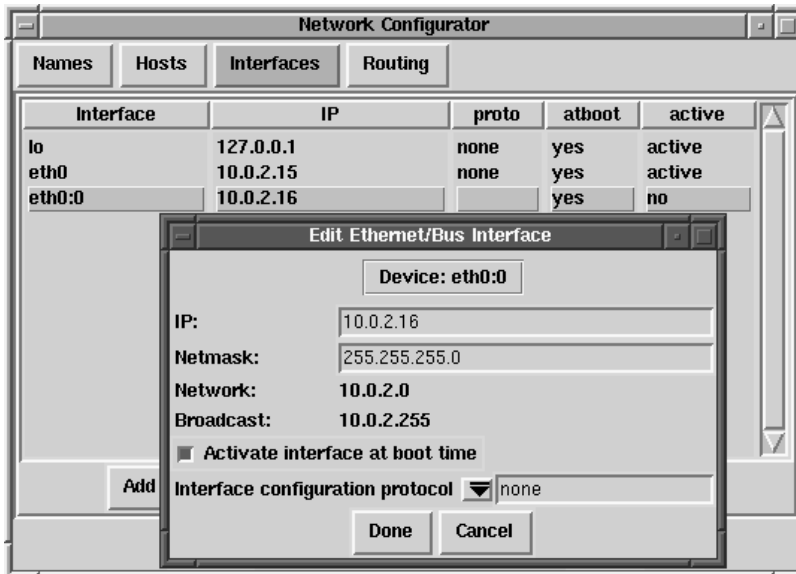 Network Configurator
Names Hosts Interfaces Routing
Interface IP proto atboot active
lo 127.0.0.1 none yes active
eth0 10.0.2.15 none yes active
eth0:0 10.0.2.16 yes no
Edit Ethernet/Bus Interface
Device: eth0:0
IP: 10.0.2.16
Netmask: 255.255.255.0
Network: 10.0.2.0
Broadcast: 10.0.2.255
Activate interface at boot time
Add
Interface configuration protocol none
Done Cancel